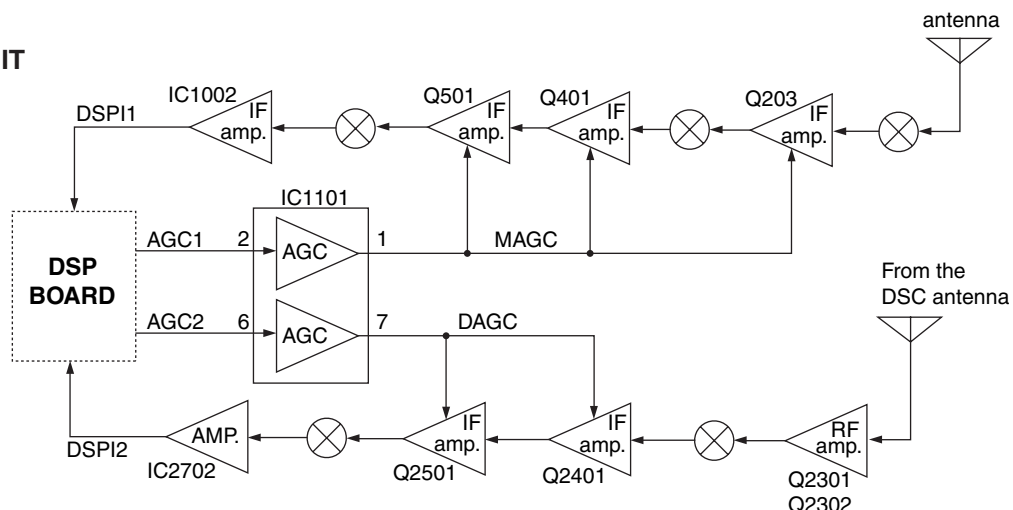 antenna
IT
IC1002
IF
amp.
Q501
IF
amp.
Q401
IF
amp.
Q203
IF
amp.
DSPI1
IC1101
AGC1
2
AGC
1
MAGC
DSP
BOARD
AGC2
6
AGC
7
DAGC
From the
DSC antenna
DSPI2
AMP.
IC2702
IF
amp.
Q2501
IF
amp.
Q2401
RF
amp.
Q2301
Q2302